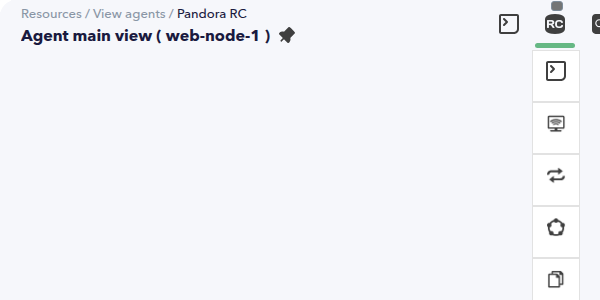 Resources / View agents / Pandora RC
Agent main view ( web-node-1 )
RC